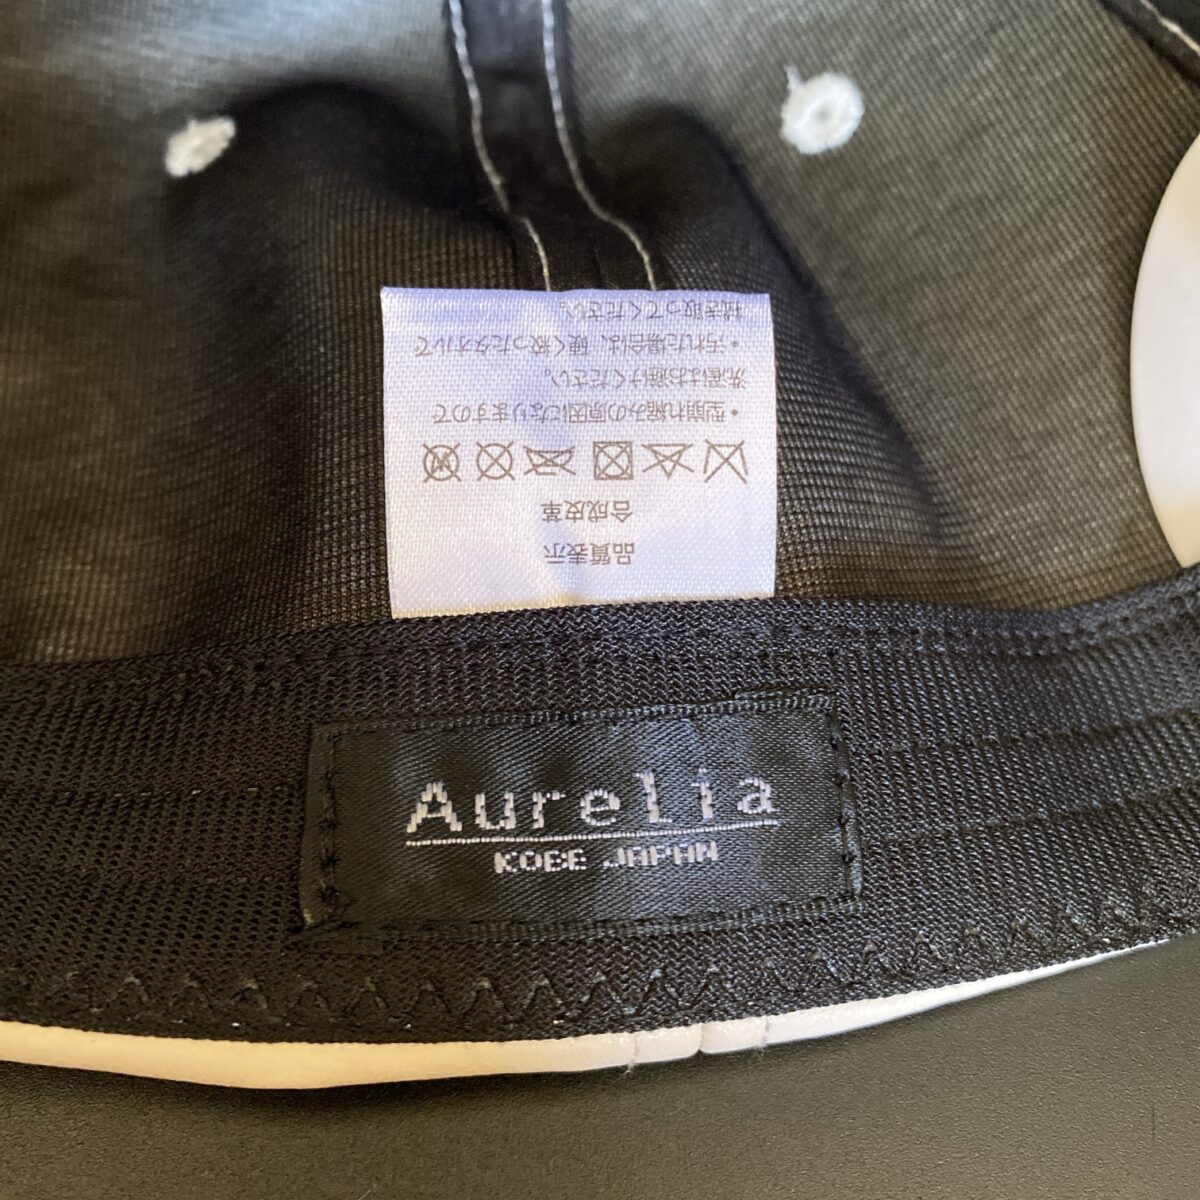 品質表示
合成皮革
・型崩れ縮みの原因になりますので
洗濯はお避けください。
・汚れた場合は、硬く絞ったタオルで
拭き取ってください。
Aurelia
KOBE JAPAN